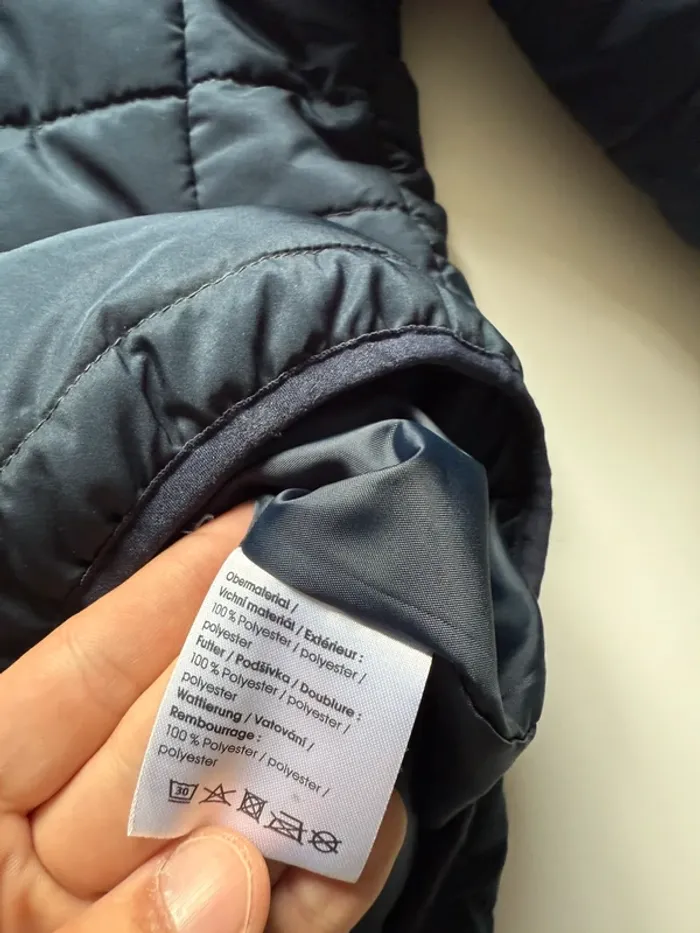 Obermaterial /
Vrchní materiál / Extérieur :
100 % Polyester / polyester /
polyester
Futter / Podšívka / Doublure :
100 % Polyester / polyester /
polyester
Wattierung / Vatování /
Rembourrage :
100 % Polyester / polyester /
polyester
30